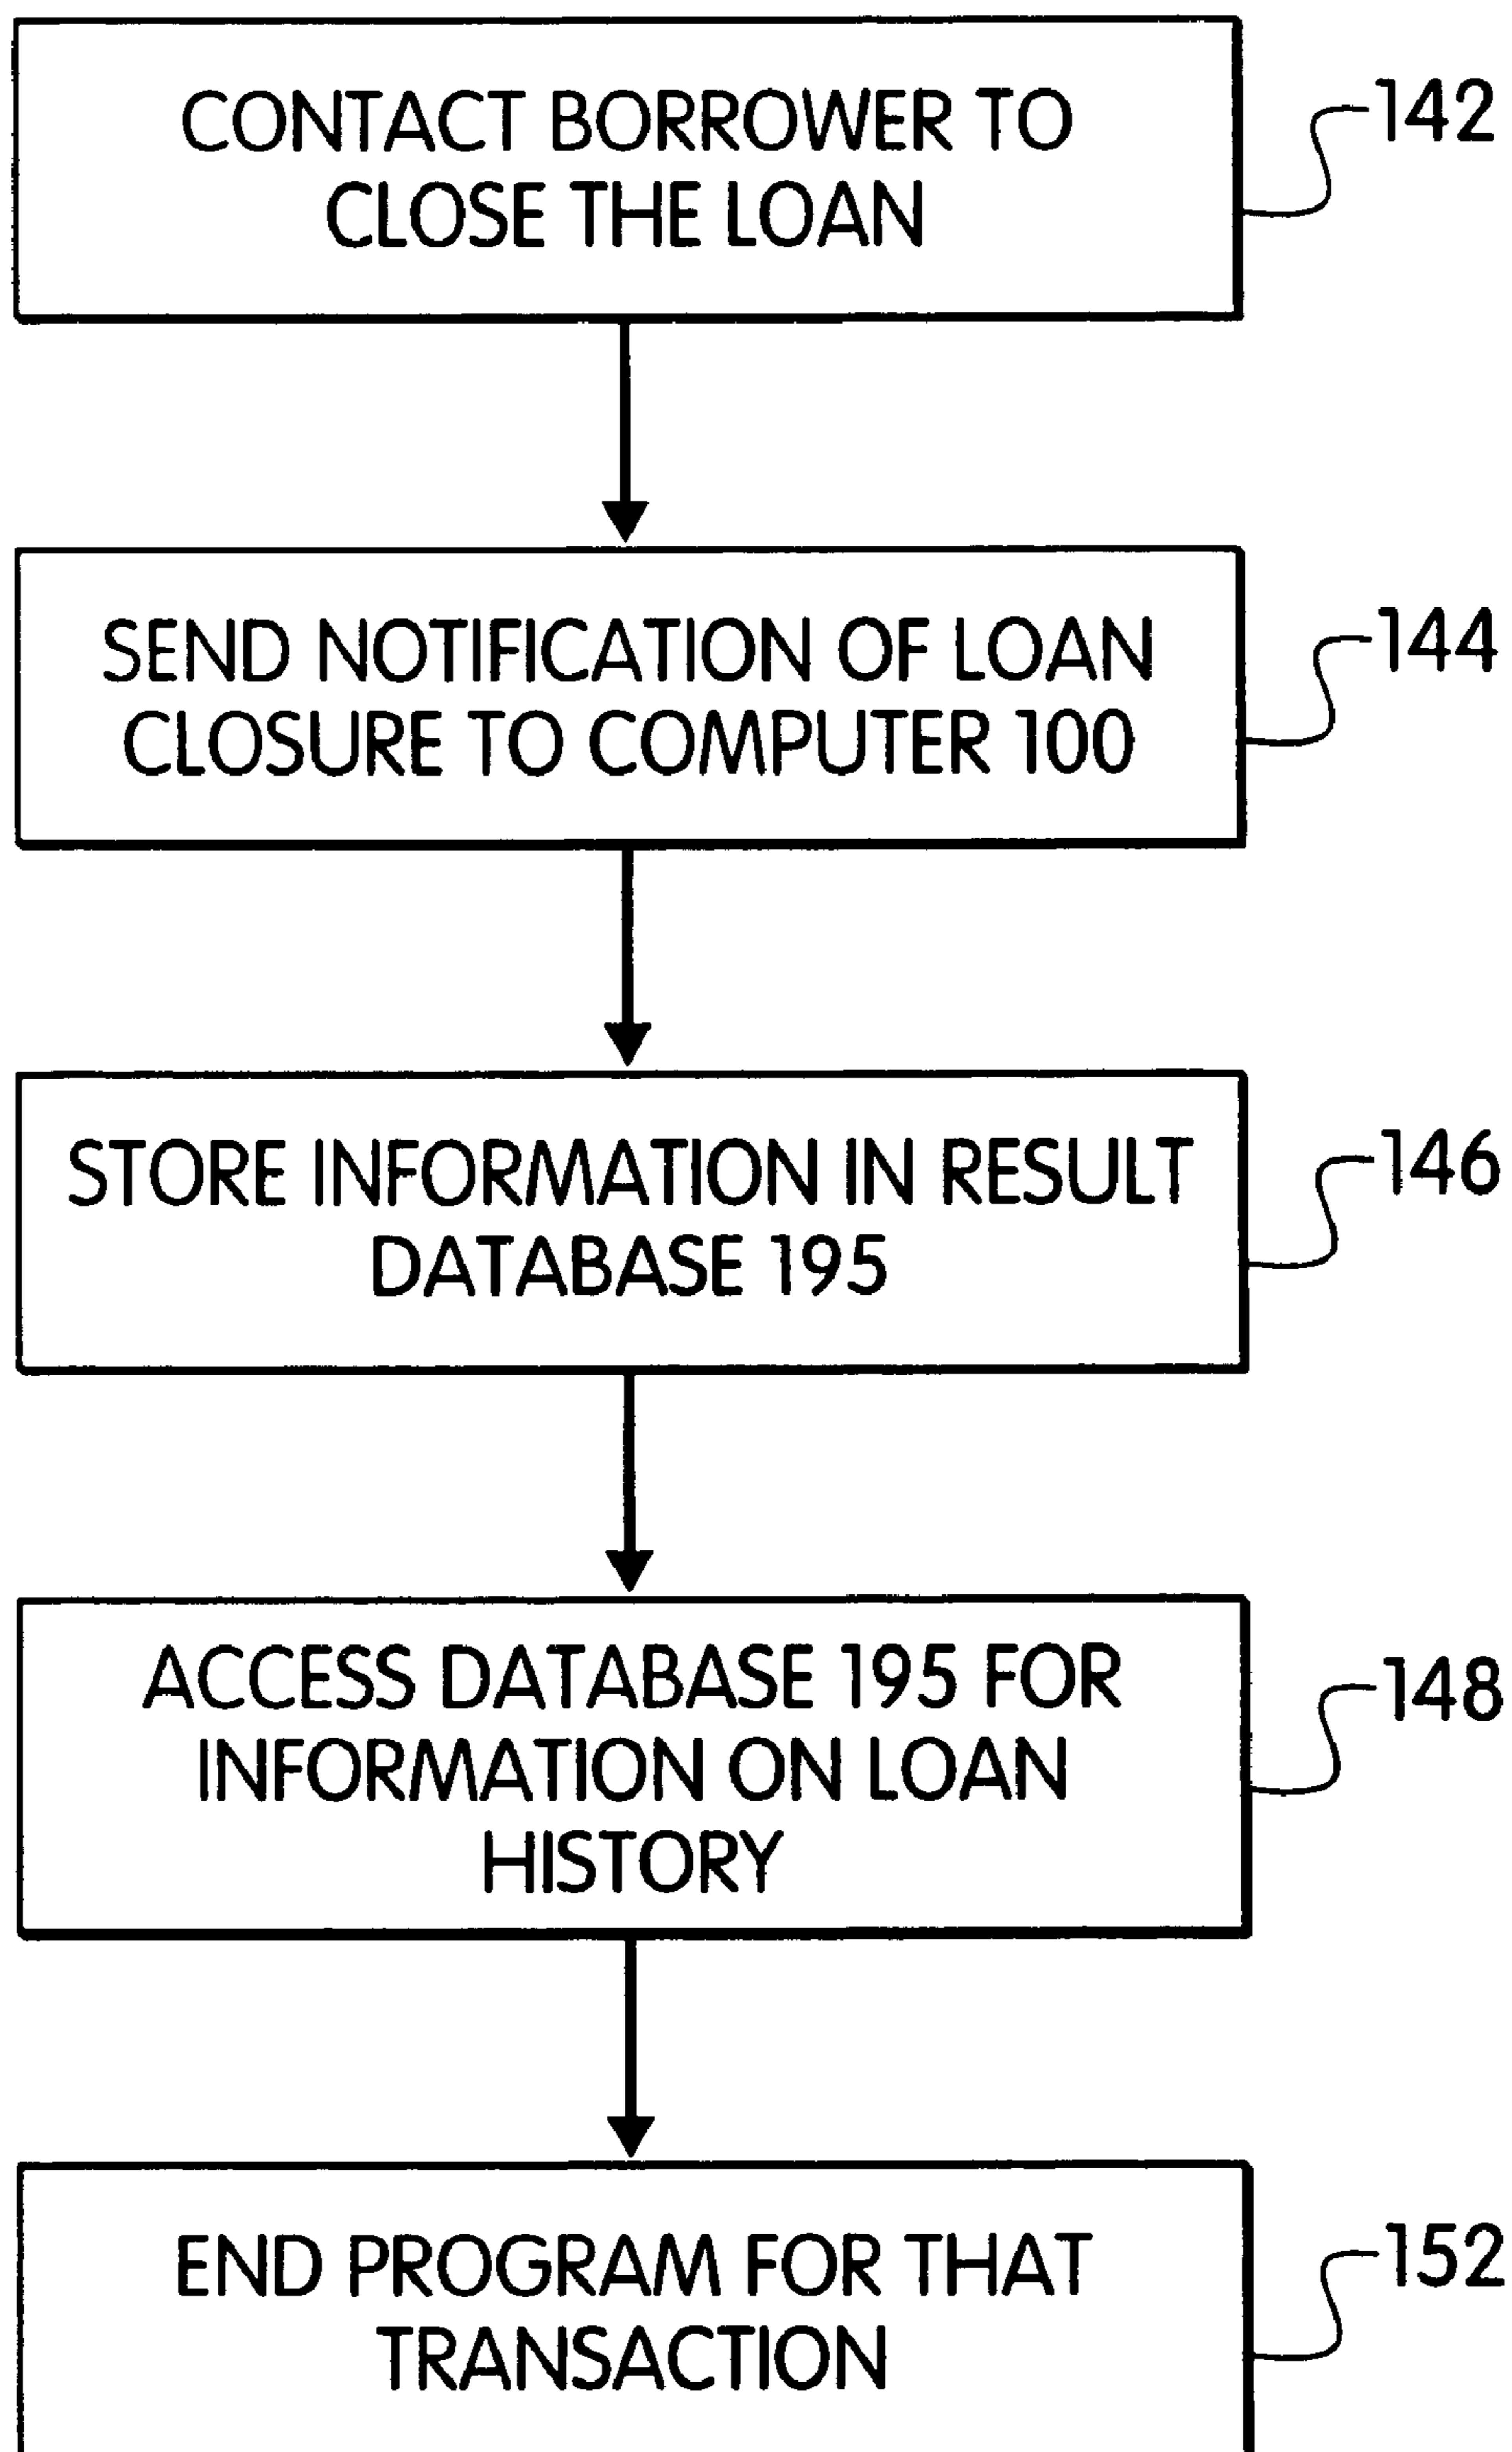 CONTACT BORROWER TO
CLOSE THE LOAN
142
SEND NOTIFICATION OF LOAN
CLOSURE TO COMPUTER 100
144
STORE INFORMATION IN RESULT
DATABASE 195
146
ACCESS DATABASE 195 FOR
INFORMATION ON LOAN
HISTORY
148
END PROGRAM FOR THAT
TRANSACTION
152